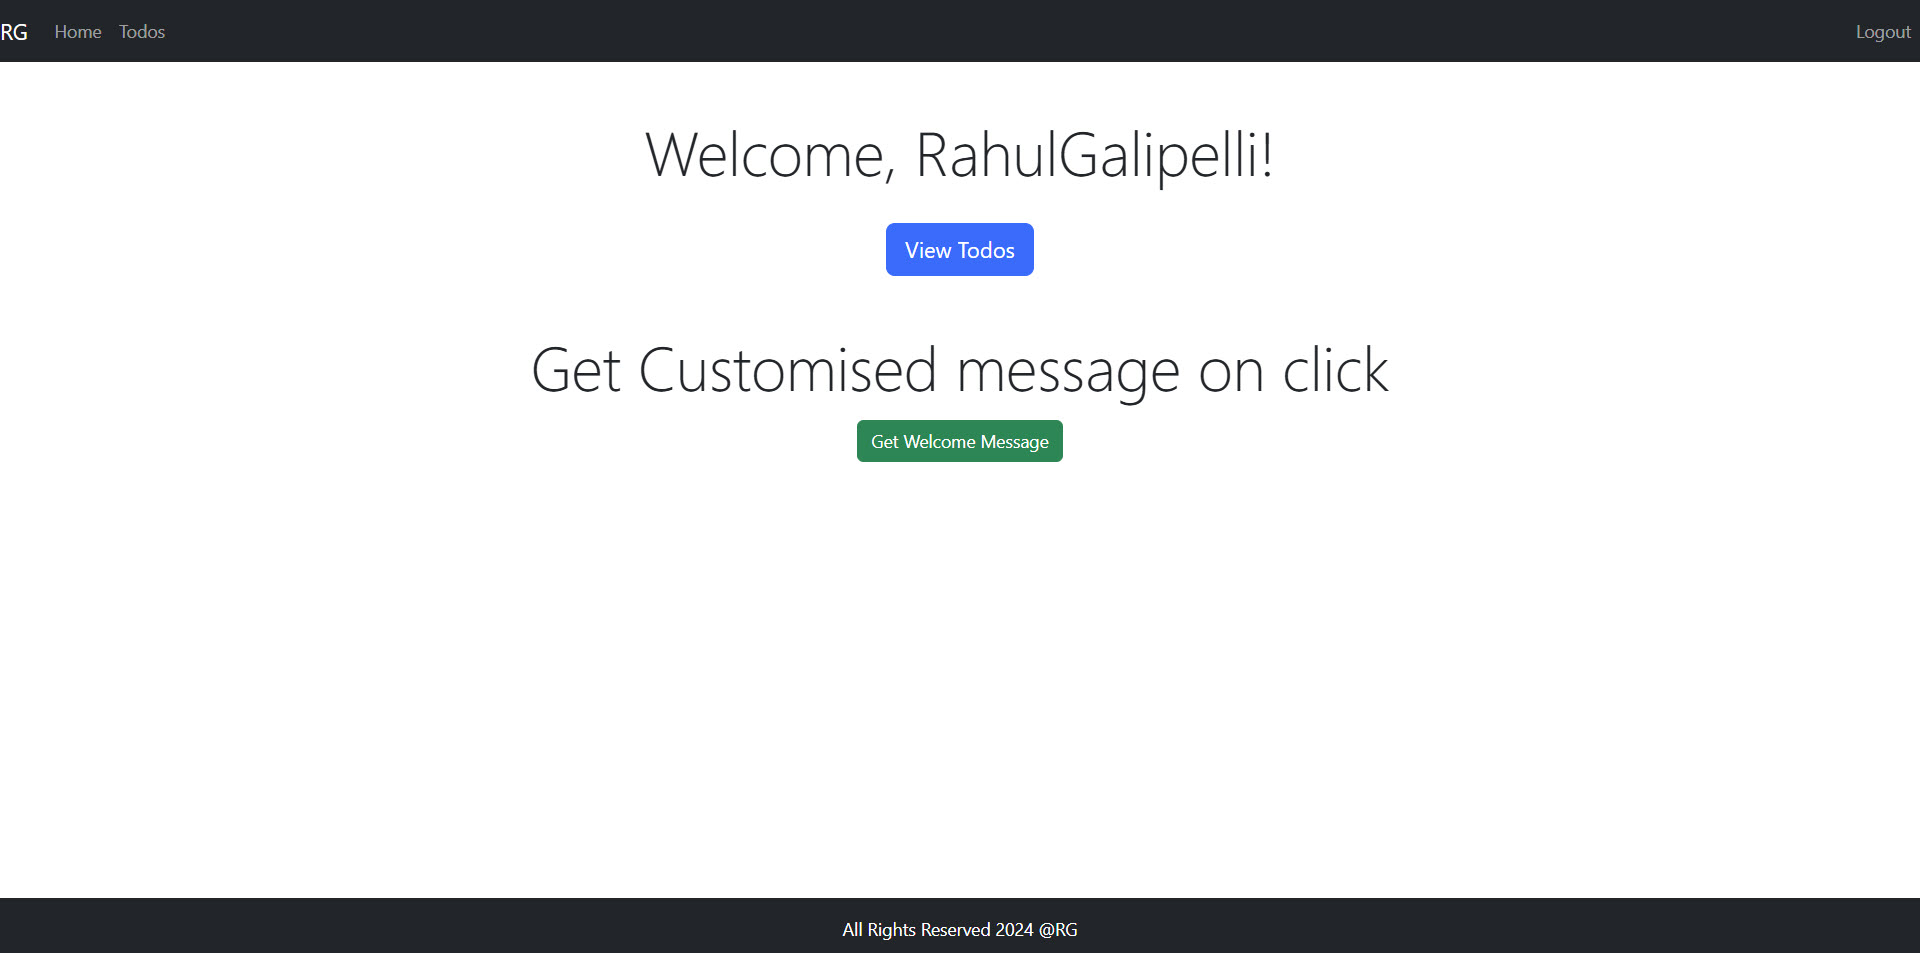 RG Home Todos Logout
Welcome, RahulGalipelli!
View Todos
Get Customised message on click
Get Welcome Message
All Rights Reserved 2024 @RG